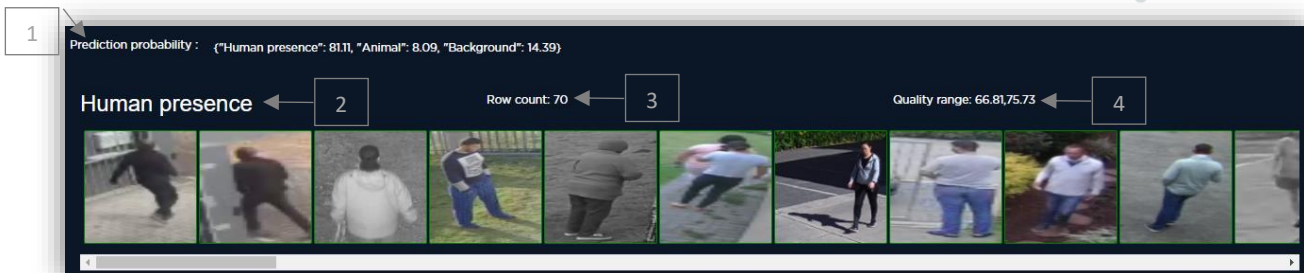 1
Prediction probability : {"Human presence": 81.11, "Animal": 8.09, "Background": 14.39}
Human presence 2 Row count: 70 3 Quality range: 66.81,75.73 4